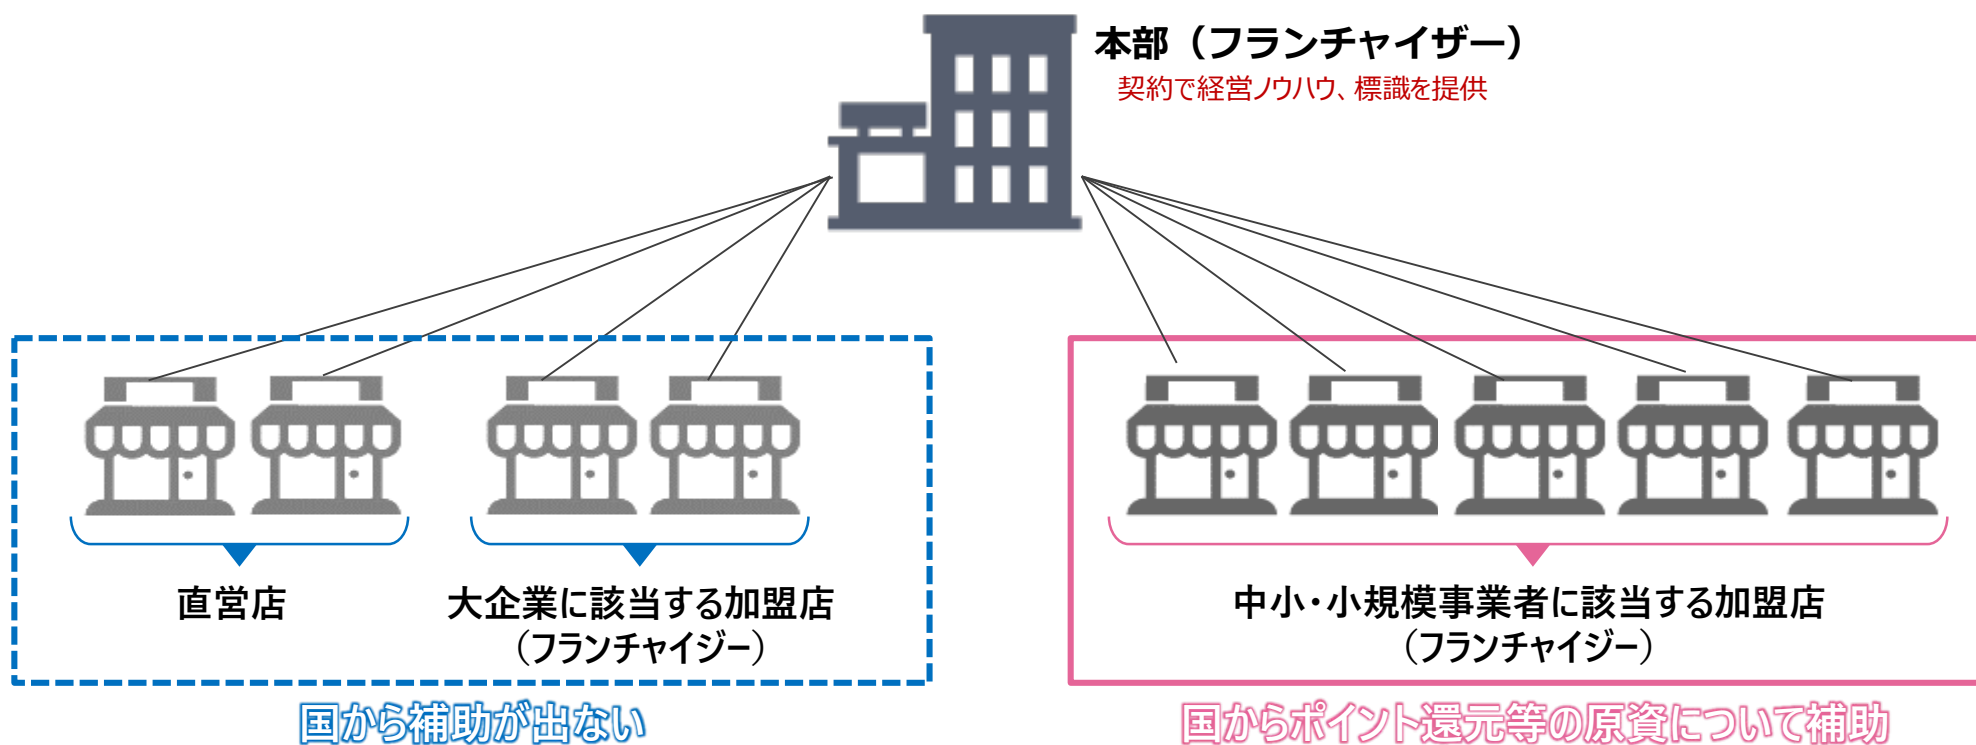 本部（フランチャイザー）
契約で経営ノウハウ、標識を提供
直営店
大企業に該当する加盟店
（フランチャイジー）
国から補助が出ない
中小・小規模事業者に該当する加盟店
（フランチャイジー）
国からポイント還元等の原資について補助